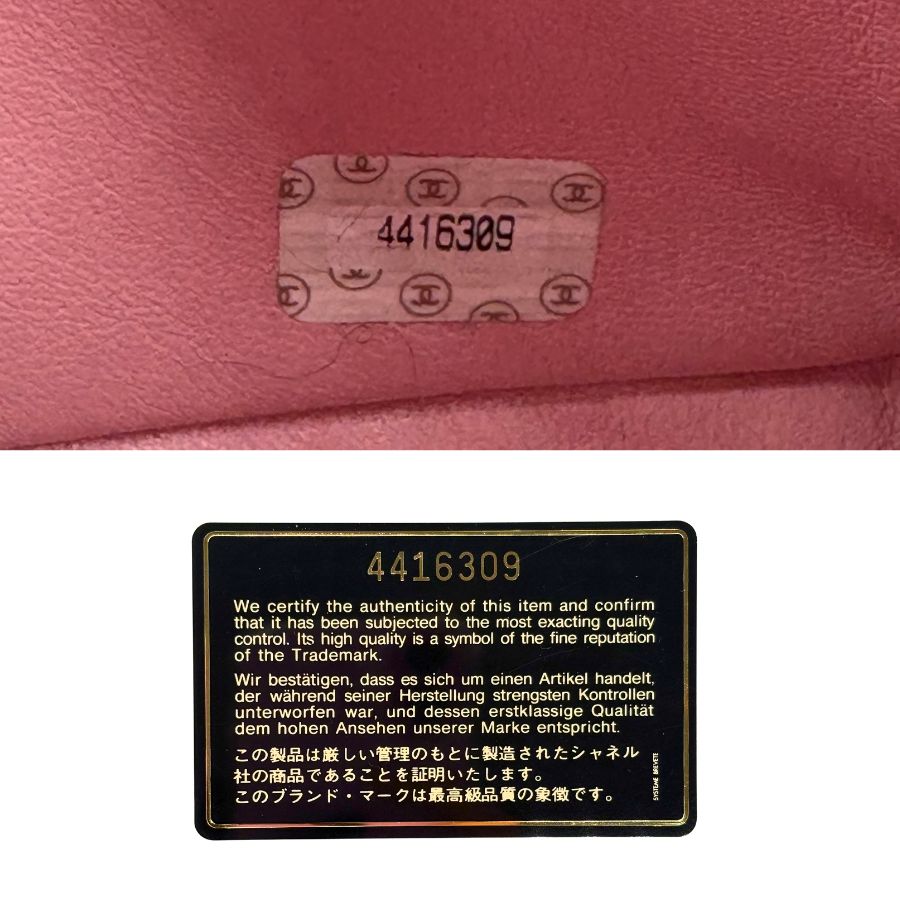 4416309
4416309
We certify the authenticity of this item and confirm
that it has been subjected to the most exacting quality
control. Its high quality is a symbol of the fine reputation
of the Trademark.
Wir bestätigen, dass es sich um einen Artikel handelt,
der während seiner Herstellung strengsten Kontrollen
unterworfen war, und dessen erstklassige Qualität
dem hohen Ansehen unserer Marke entspricht.
この製品は厳しい管理のもとに製造されたシャネル
社の商品であることを証明いたします。
このブランド・マークは最高級品質の象徴です。
SYSTEME BREVETE